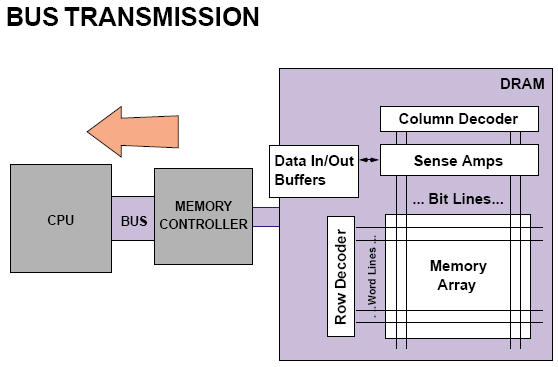 BUS TRANSMISSION
DRAM
Column Decoder
Data In/Out
Buffers
Sense Amps
... Bit Lines...
CPU
BUS
MEMORY
CONTROLLER
Row Decoder
...Word Lines ...
Memory
Array